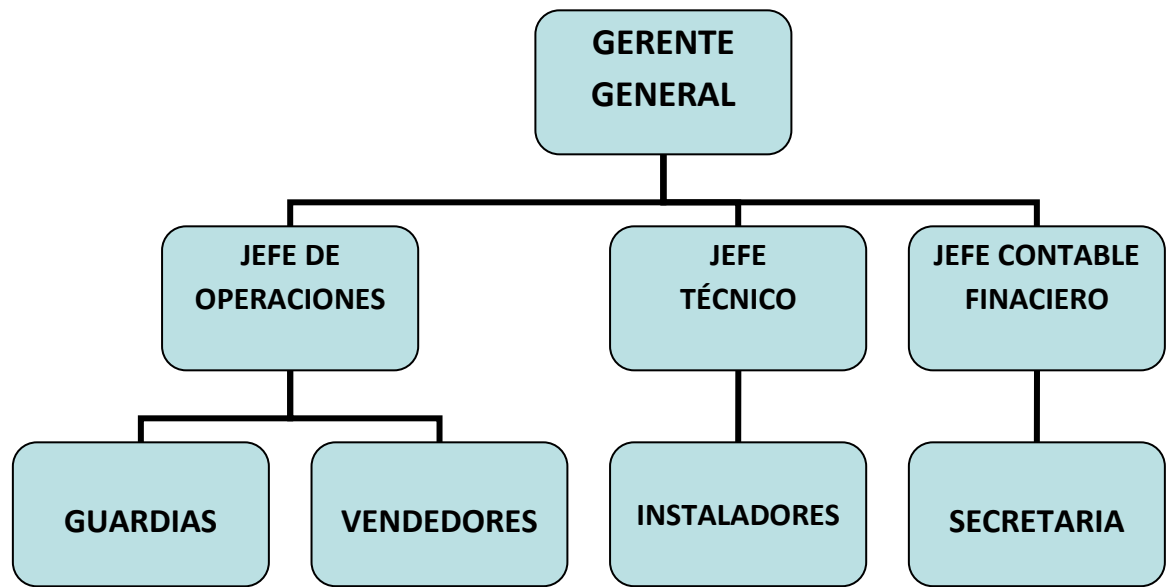 GERENTE
GENERAL
JEFE DE
OPERACIONES
JEFE
TÉCNICO
JEFE CONTABLE
FINACIERO
GUARDIAS
VENDEDORES
INSTALADORES
SECRETARIA